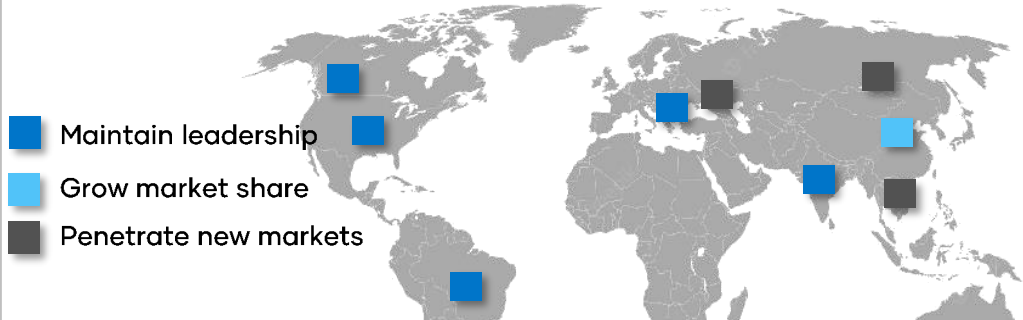 Maintain leadership
Grow market share
Penetrate new markets